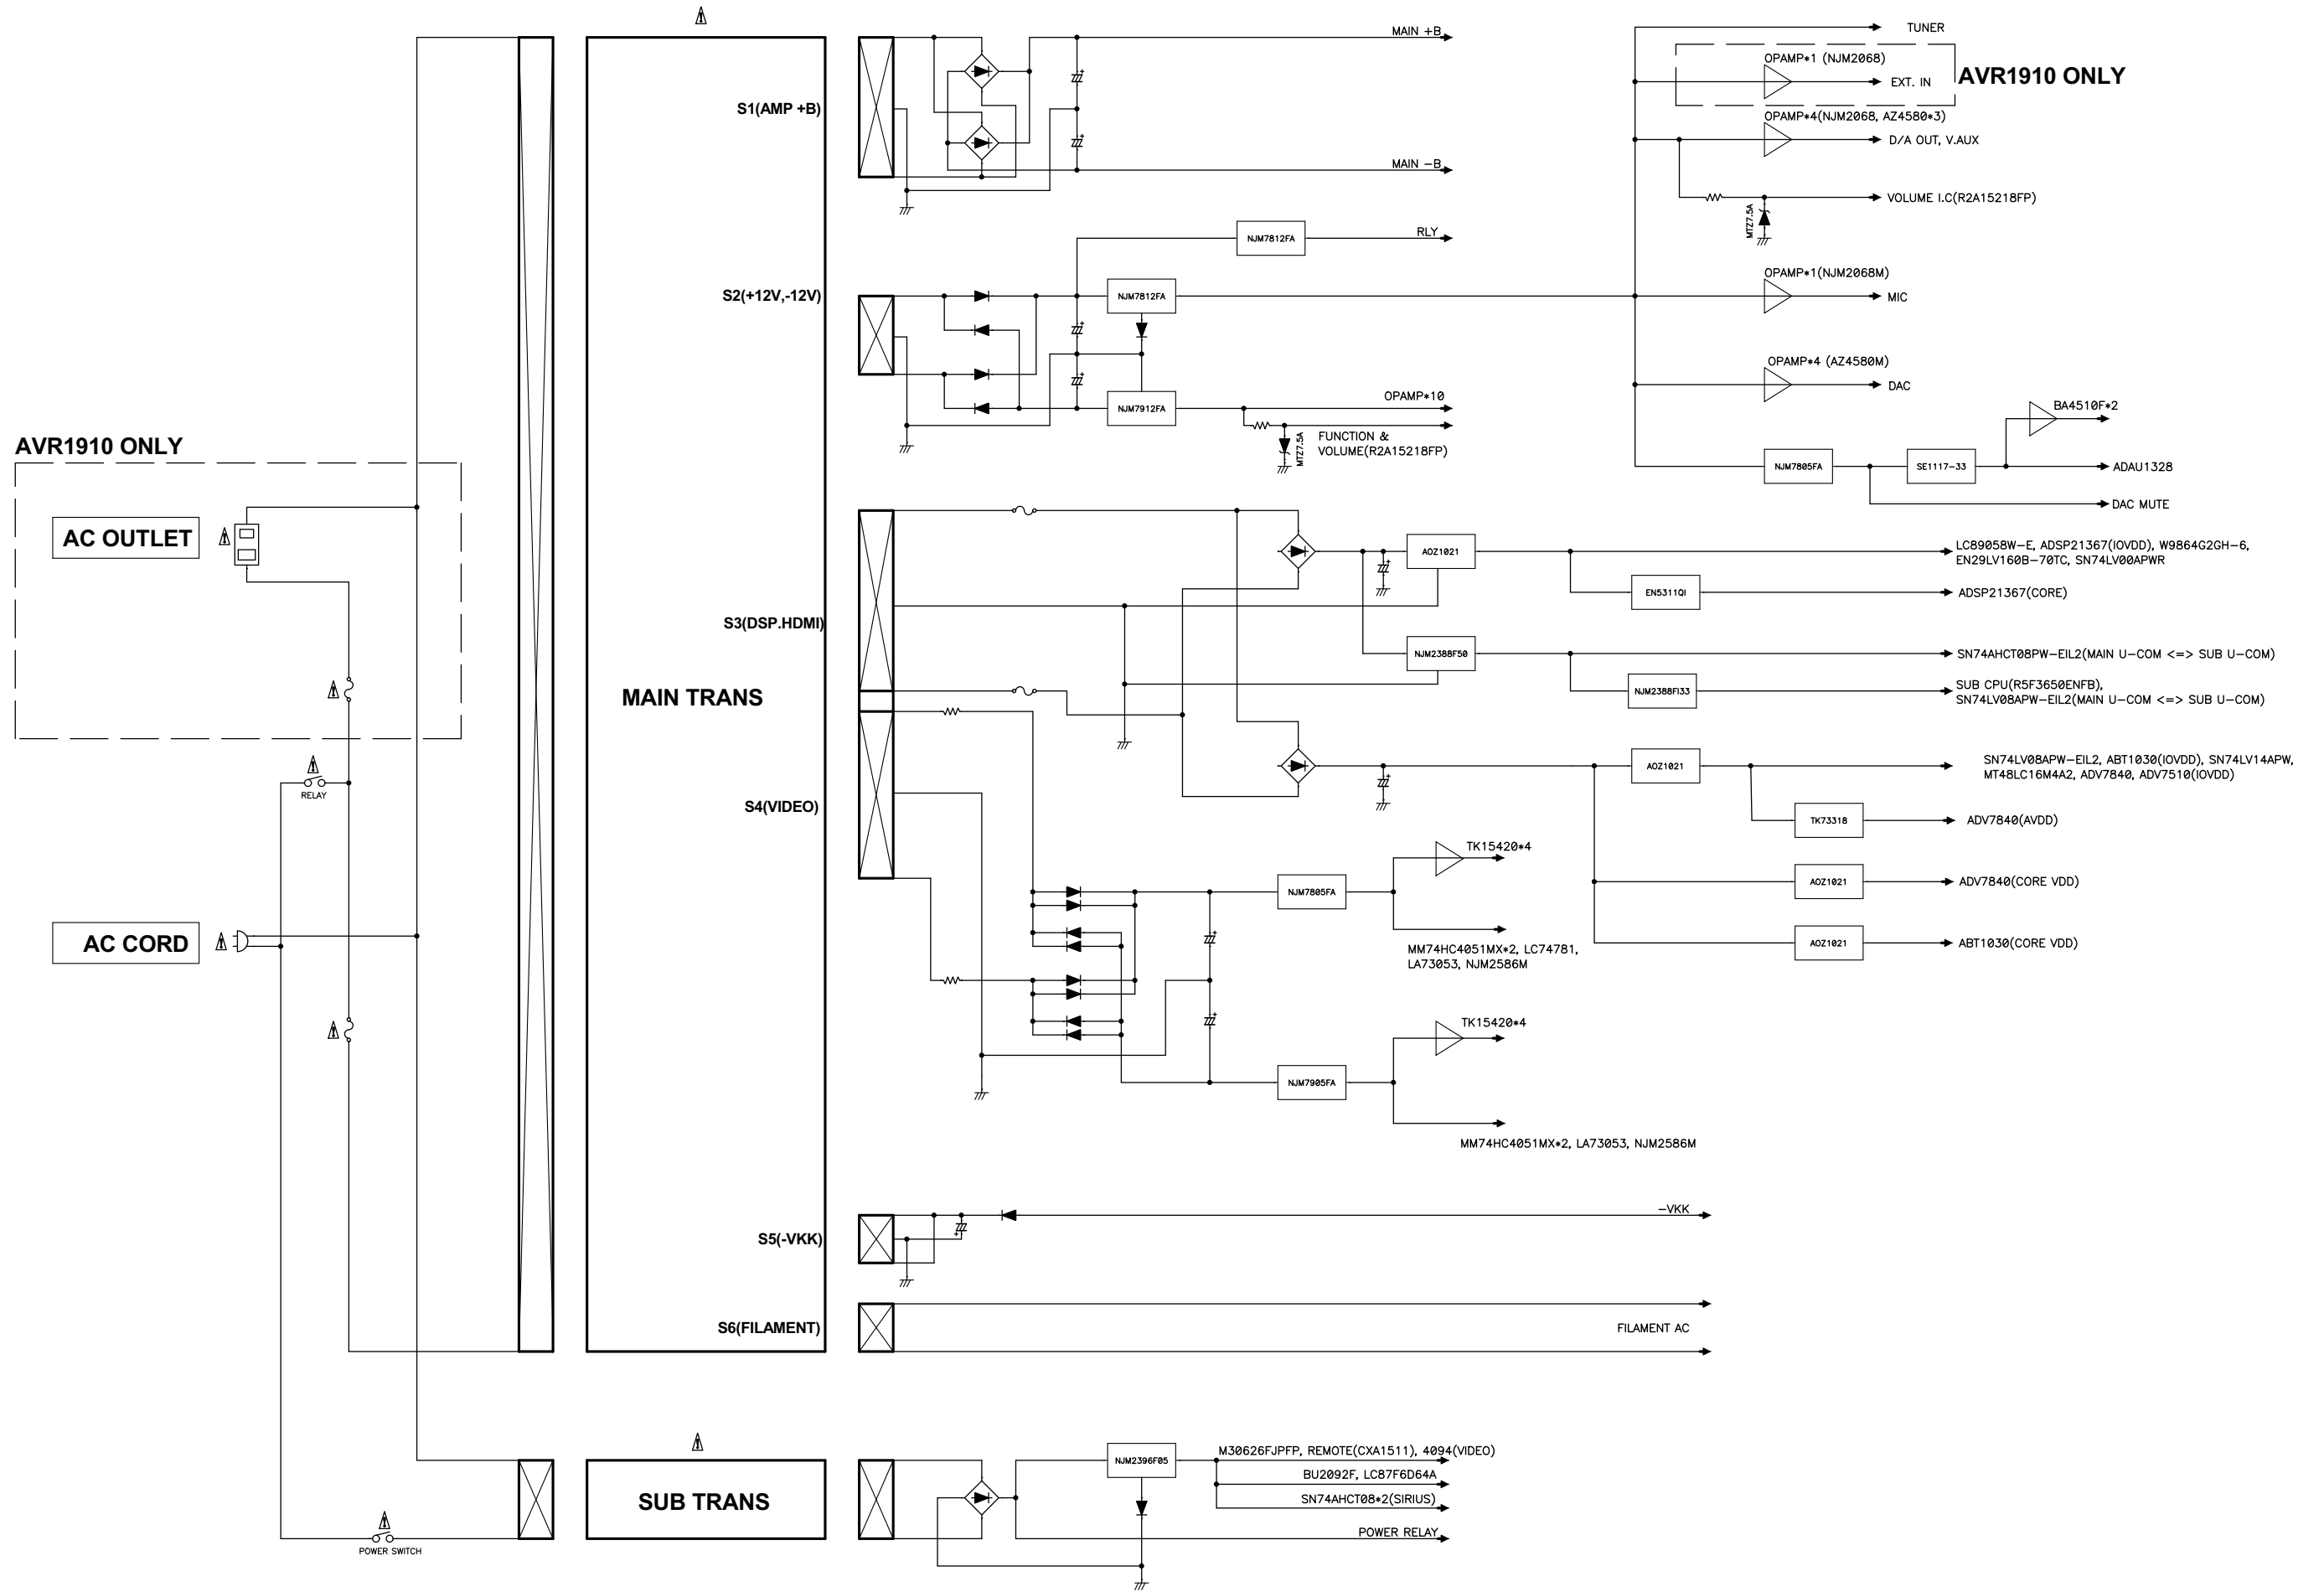 AVR1910 ONLY
AC OUTLET
RELAY
AC CORD
POWER SWITCH
MAIN TRANS
S1(AMP +B)
S2(+12V,-12V)
S3(DSP.HDMI)
S4(VIDEO)
S5(-VKK)
S6(FILAMENT)
SUB TRANS
MAIN +B
MAIN -B
NJM7812FA
RLY
NJM7812FA
NJM7912FA
OPAMP*10
MTZ7.5A
FUNCTION &
VOLUME(R2A15218FP)
TUNER
OPAMP*1 (NJM2068)
EXT. IN
AVR1910 ONLY
OPAMP*4(NJM2068, AZ4580*3)
D/A OUT, V.AUX
VOLUME I.C(R2A15218FP)
MTZ7.5A
OPAMP*1(NJM2068M)
MIC
OPAMP*4 (AZ4580M)
DAC
BA4510F*2
NJM7805FA
SE1117-33
ADAU1328
DAC MUTE
AOZ1021
LC89058W-E, ADSP21367(IOVDD), W9864G2GH-6,
EN29LV160B-70TC, SN74LV00APWR
EN5311QI
ADSP21367(CORE)
NJM2388F50
SN74AHCT08PW-EIL2(MAIN U-COM <=> SUB U-COM)
NJM2388FI33
SUB CPU(R5F3650ENFB),
SN74LV08APW-EIL2(MAIN U-COM <=> SUB U-COM)
AOZ1021
SN74LV08APW-EIL2, ABT1030(IOVDD), SN74LV14APW,
MT48LC16M4A2, ADV7840, ADV7510(IOVDD)
TK73318
ADV7840(AVDD)
AOZ1021
ADV7840(CORE VDD)
AOZ1021
ABT1030(CORE VDD)
TK15420*4
NJM7805FA
MM74HC4051MX*2, LC74781,
LA73053, NJM2586M
TK15420*4
NJM7905FA
MM74HC4051MX*2, LA73053, NJM2586M
-VKK
FILAMENT AC
NJM2396F05
M30626FJPFP, REMOTE(CXA1511), 4094(VIDEO)
BU2092F, LC87F6D64A
SN74AHCT08*2(SIRIUS)
POWER RELAY